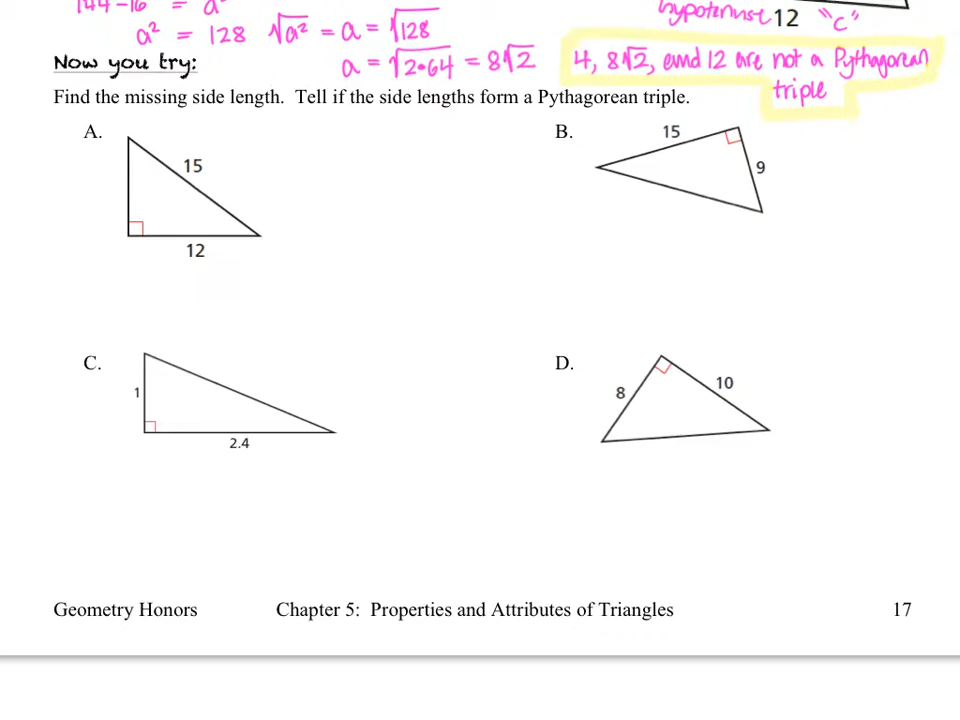 144-16 = a²
hypotenuse 12 "c"
a² = 128 √a² = a = √128
Now you try:
a = √2•64 = 8√2
4, 8√2, and 12 are not a Pythagorean triple
Find the missing side length. Tell if the side lengths form a Pythagorean triple.
A.
15
12
B.
15
9
C.
1
2.4
D.
8
10
Geometry Honors Chapter 5: Properties and Attributes of Triangles 17